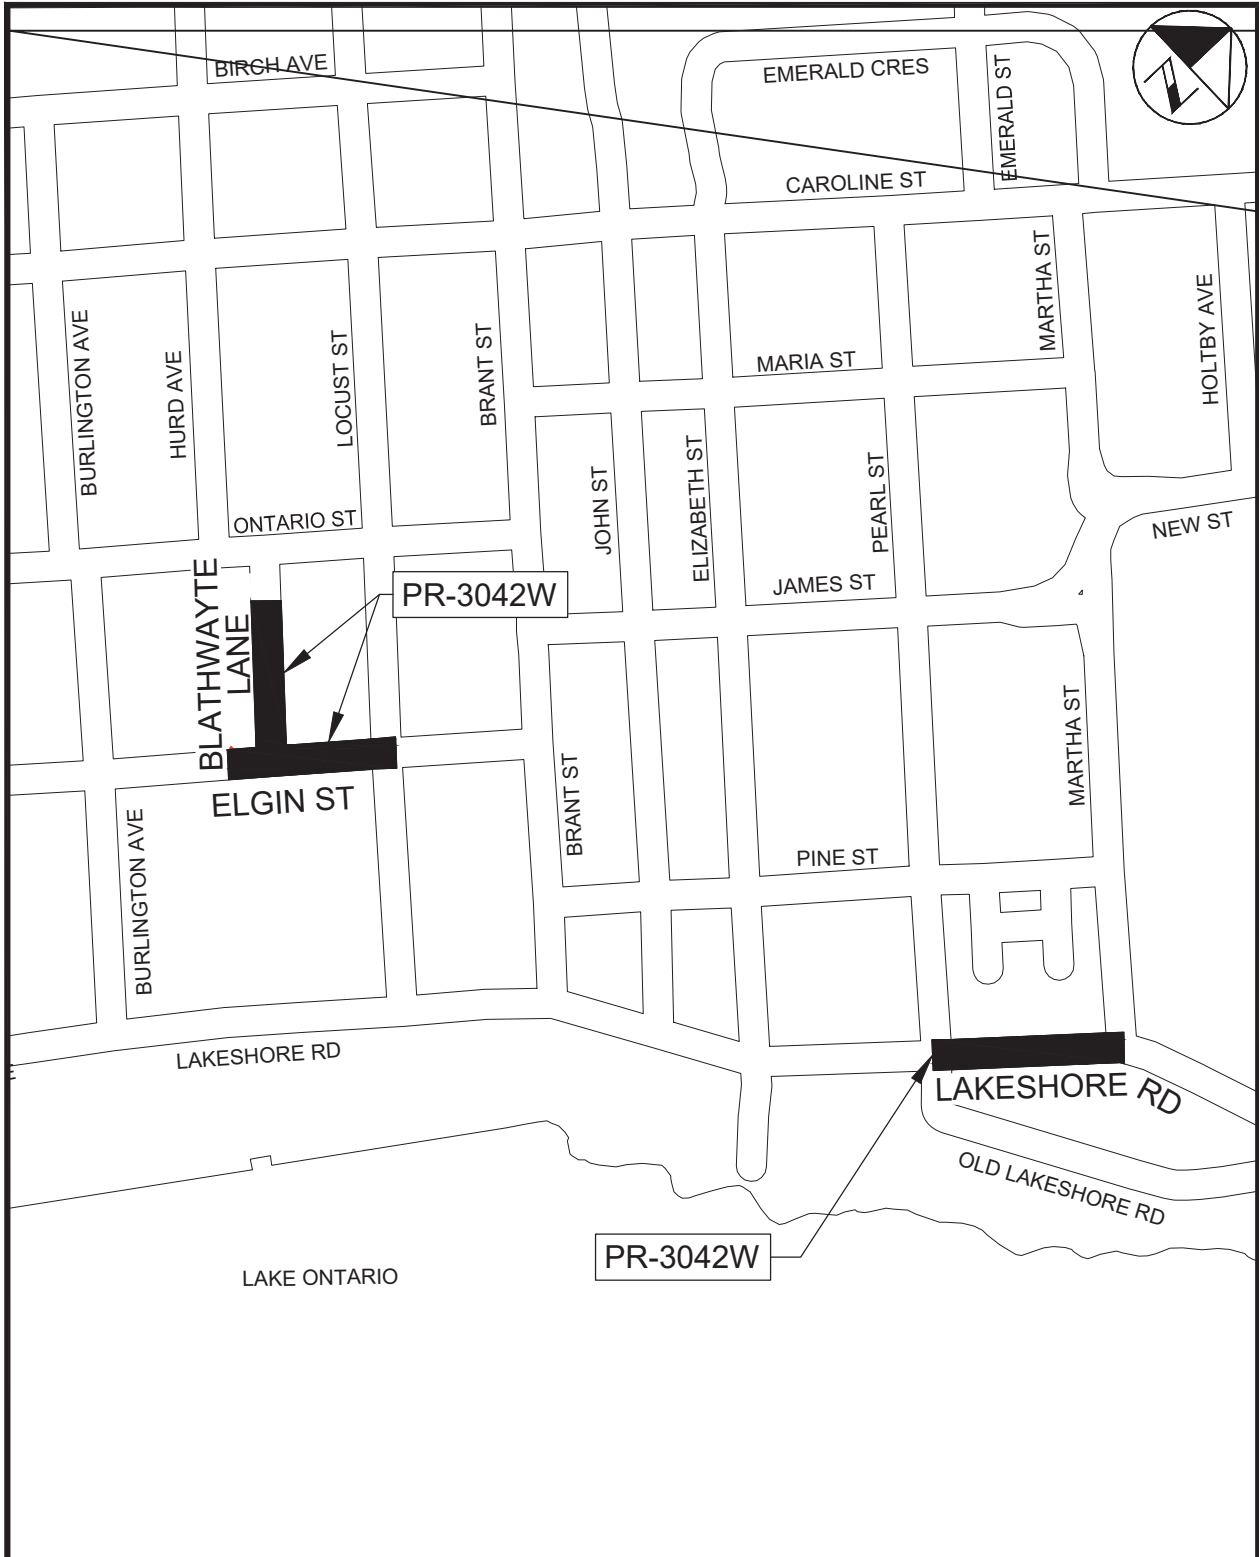 BIRCH AVE
EMERALD CRES
EMERALD ST
N
CAROLINE ST
BURLINGTON AVE
HURD AVE
LOCUST ST
BRANT ST
MARIA ST
MARTHA ST
HOLTBY AVE
ONTARIO ST
JOHN ST
ELIZABETH ST
PEARL ST
NEW ST
JAMES ST
BLATHWAYTE
LANE
PR-3042W
ELGIN ST
BURLINGTON AVE
BRANT ST
MARTHA ST
PINE ST
LAKESHORE RD
LAKESHORE RD
OLD LAKESHORE RD
PR-3042W
LAKE ONTARIO